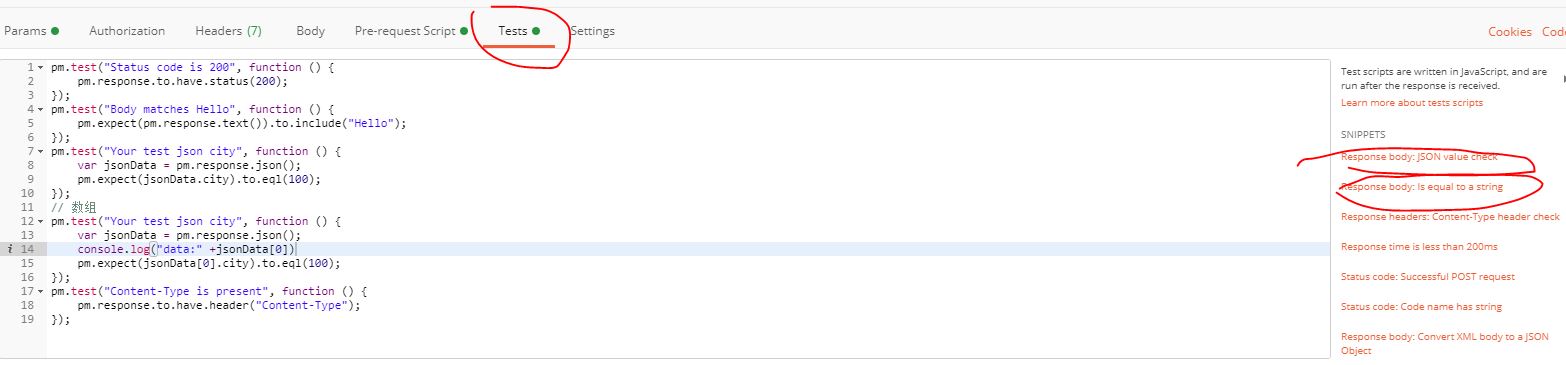 Params Authorization Headers (7) Body Pre-request Script Tests Settings Cookies Cod
1 pm.test("Status code is 200", function () {
2 pm.response.to.have.status(200);
3 });
4 pm.test("Body matches Hello", function () {
5 pm.expect(pm.response.text()).to.include("Hello");
6 });
7 pm.test("Your test json city", function () {
8 var jsonData = pm.response.json();
9 pm.expect(jsonData.city).to.eql(100);
10 });
11 // 数组
12 pm.test("Your test json city", function () {
13 var jsonData = pm.response.json();
i 14 console.log("data:" +jsonData[0])
15 pm.expect(jsonData[0].city).to.eql(100);
16 });
17 pm.test("Content-Type is present", function () {
18 pm.response.to.have.header("Content-Type");
19 });
Test scripts are written in JavaScript, and are
run after the response is received.
Learn more about tests scripts
SNIPPETS
Response body: JSON value check
Response body: Is equal to a string
Response headers: Content-Type header check
Response time is less than 200ms
Status code: Successful POST request
Status code: Code name has string
Response body: Convert XML body to a JSON
Object